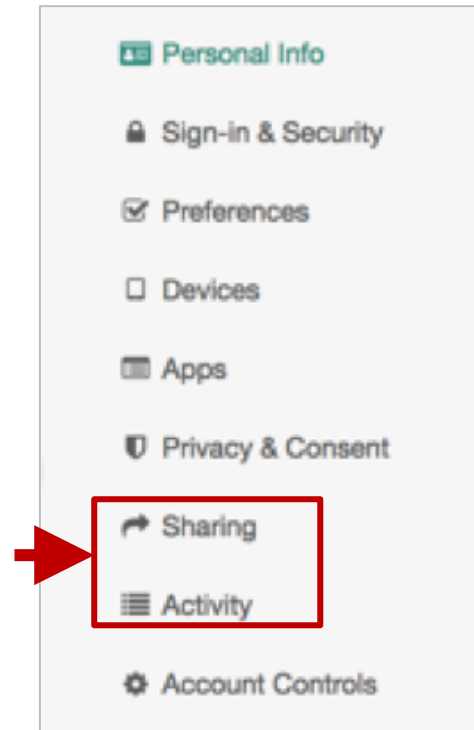 Personal Info
Sign-in & Security
Preferences
Devices
Apps
Privacy & Consent
Sharing
Activity
Account Controls